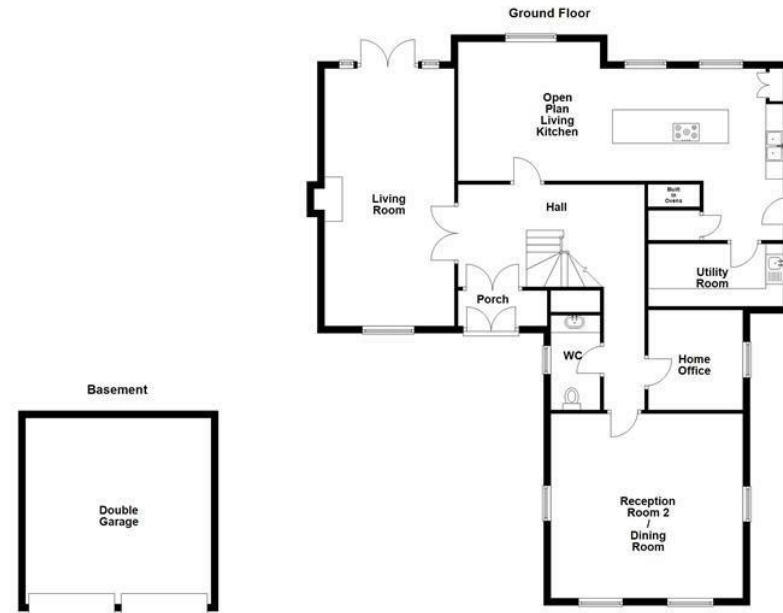 Ground Floor
Open
Plan
Living
Kitchen
Living
Room
Hall
Built
in
Ovens
Utility
Room
Porch
WC
Home
Office
Basement
Double
Garage
Reception
Room 2
/
Dining
Room